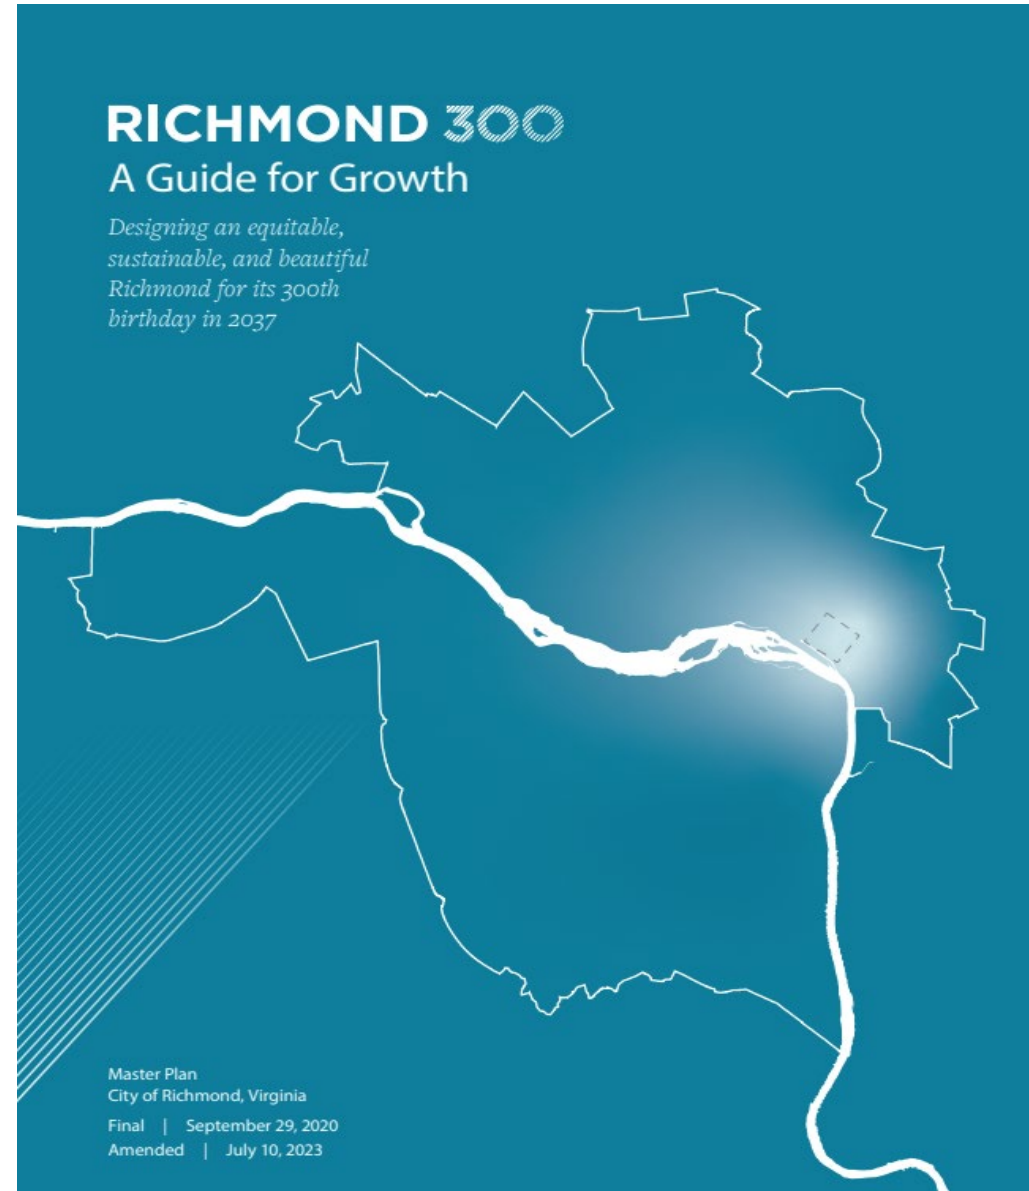 RICHMOND 300
A Guide for Growth
Designing an equitable,
sustainable, and beautiful
Richmond for its 300th
birthday in 2037
Master Plan
City of Richmond, Virginia
Final | September 29, 2020
Amended | July 10, 2023